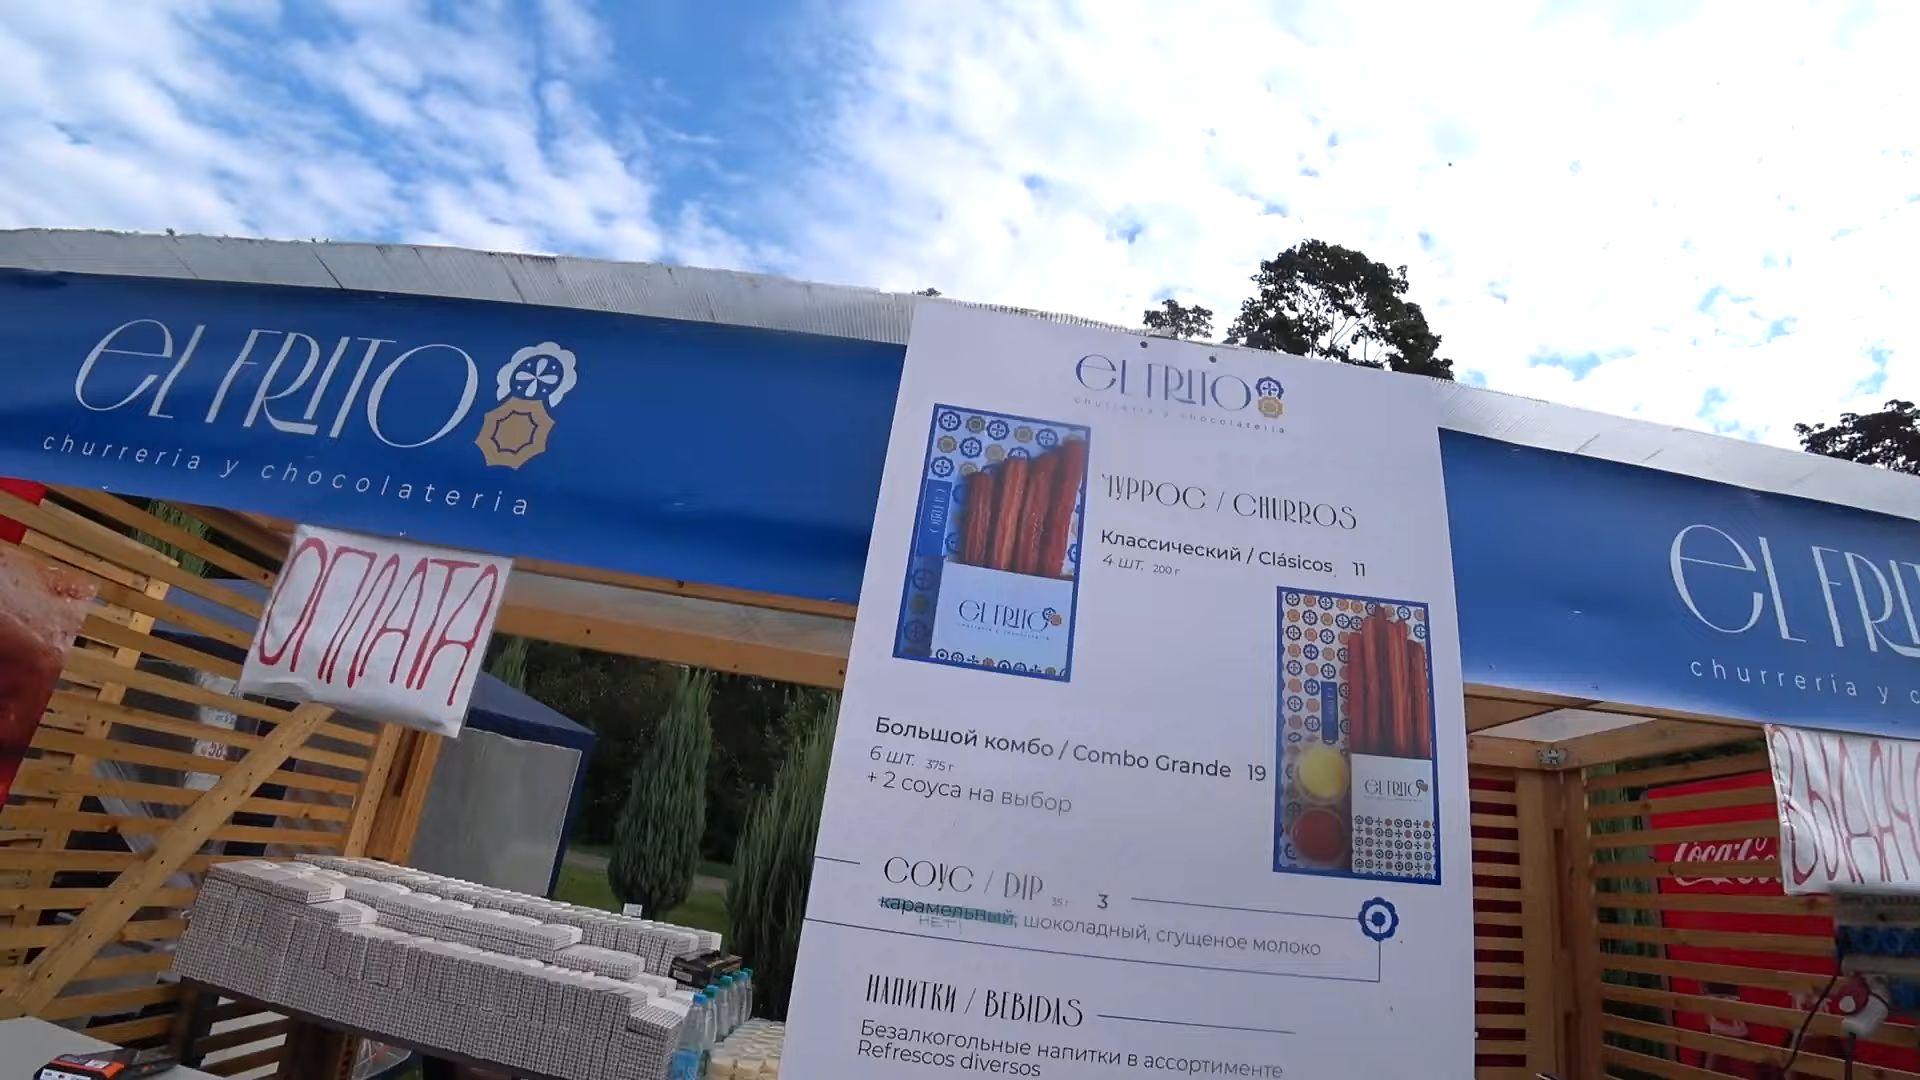 el FRITO
churreria y chocolateria
ОПЛАТА
el FRITO
churreria y chocolateria
ЧУРРОС / CHURROS
Классический / Clásicos 11
4 шт. 200 г
el FRITO
Большой комбо / Combo Grande 19
6 шт. 375 г
+ 2 соуса на выбор
el FRITO
СОУС / DIP 35 г 3
карамельный, шоколадный, сгущеное молоко
НЕТ!
НАПИТКИ / BEBIDAS
Безалкогольные напитки в ассортименте
Refrescos diversos
el FRI
churreria y c
Coca-Co